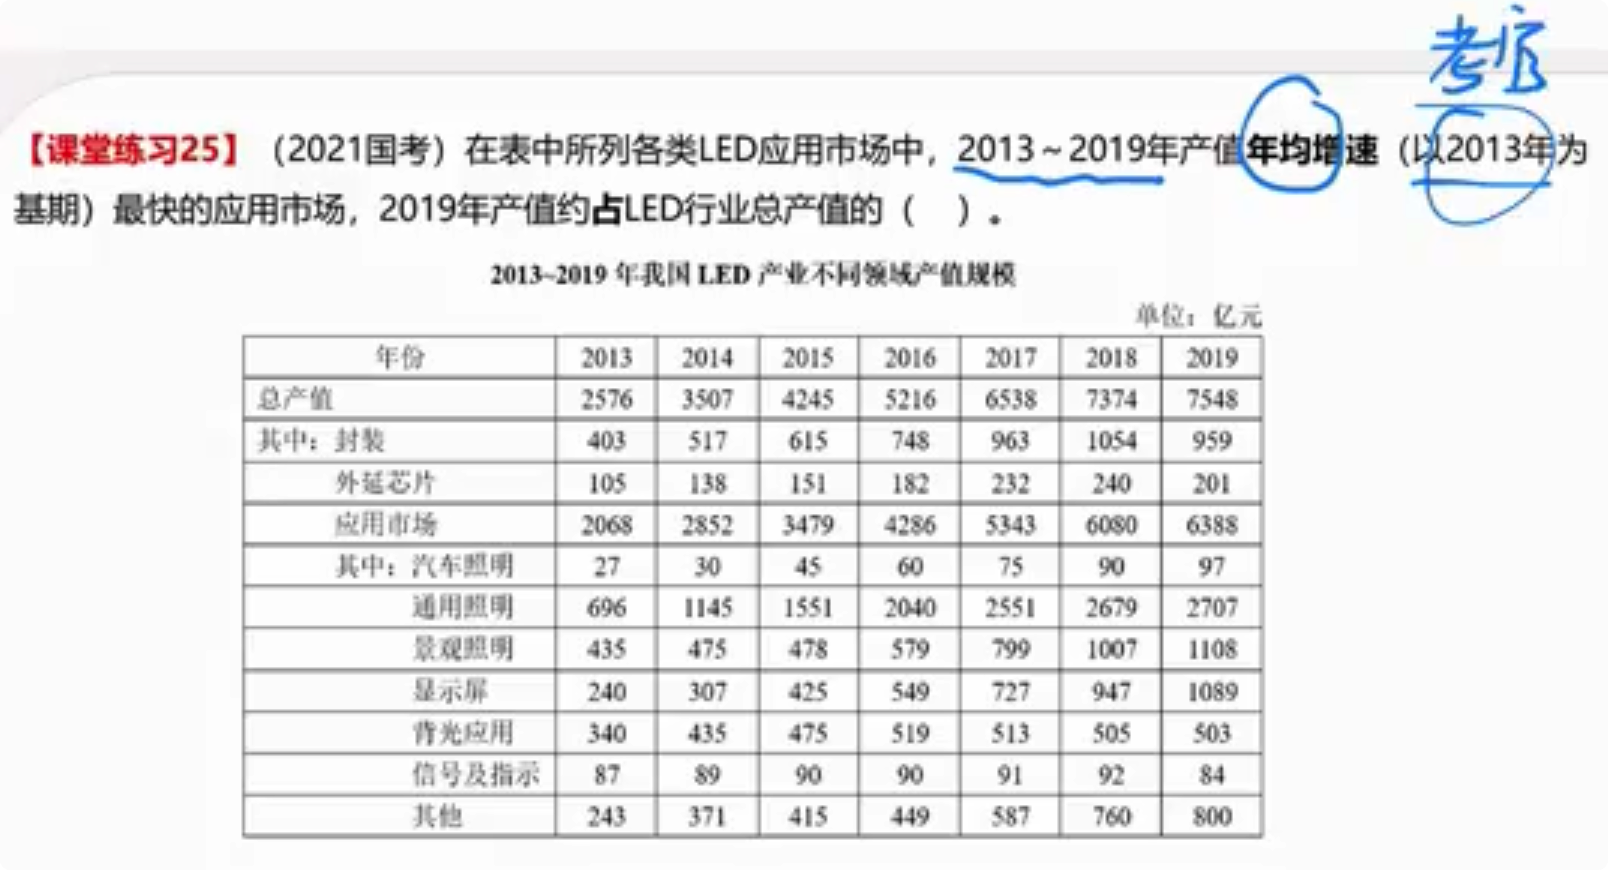 考官
【课堂练习25】（2021国考）在表中所列各类LED应用市场中，2013～2019年产值年均增速（以2013年为
基期）最快的应用市场，2019年产值约占LED行业总产值的（ ）。
2013~2019 年我国 LED 产业不同领域产值规模
单位：亿元
年份 2013 2014 2015 2016 2017 2018 2019
总产值 2576 3507 4245 5216 6538 7374 7548
其中：封装 403 517 615 748 963 1054 959
外延芯片 105 138 151 182 232 240 201
应用市场 2068 2852 3479 4286 5343 6080 6388
其中：汽车照明 27 30 45 60 75 90 97
通用照明 696 1145 1551 2040 2551 2679 2707
景观照明 435 475 478 579 799 1007 1108
显示屏 240 307 425 549 727 947 1089
背光应用 340 435 475 519 513 505 503
信号及指示 87 89 90 90 91 92 84
其他 243 371 415 449 587 760 800